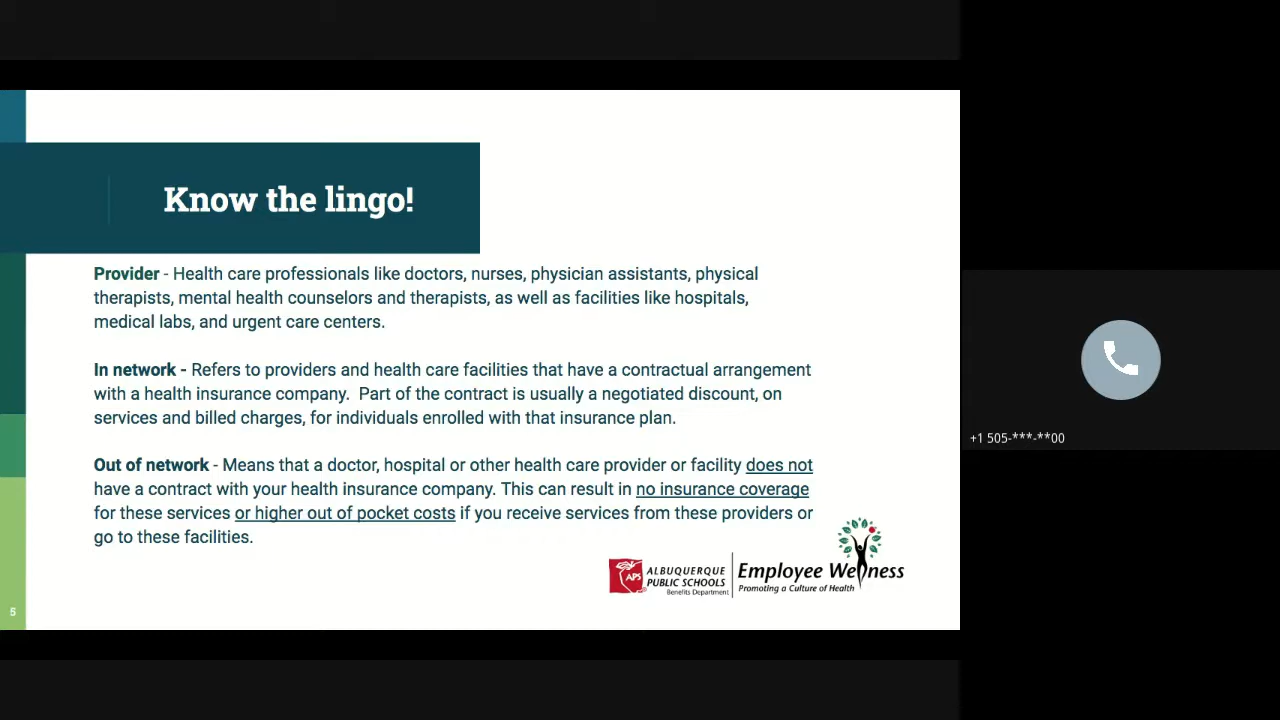 Know the lingo!
Provider - Health care professionals like doctors, nurses, physician assistants, physical
therapists, mental health counselors and therapists, as well as facilities like hospitals,
medical labs, and urgent care centers.
In network - Refers to providers and health care facilities that have a contractual arrangement
with a health insurance company.  Part of the contract is usually a negotiated discount, on
services and billed charges, for individuals enrolled with that insurance plan.
Out of network - Means that a doctor, hospital or other health care provider or facility does not
have a contract with your health insurance company. This can result in no insurance coverage
for these services or higher out of pocket costs if you receive services from these providers or
go to these facilities.
APS
ALBUQUERQUE
PUBLIC SCHOOLS
Benefits Department
Employee Wellness
Promoting a Culture of Health
5
+1 505-***-**00